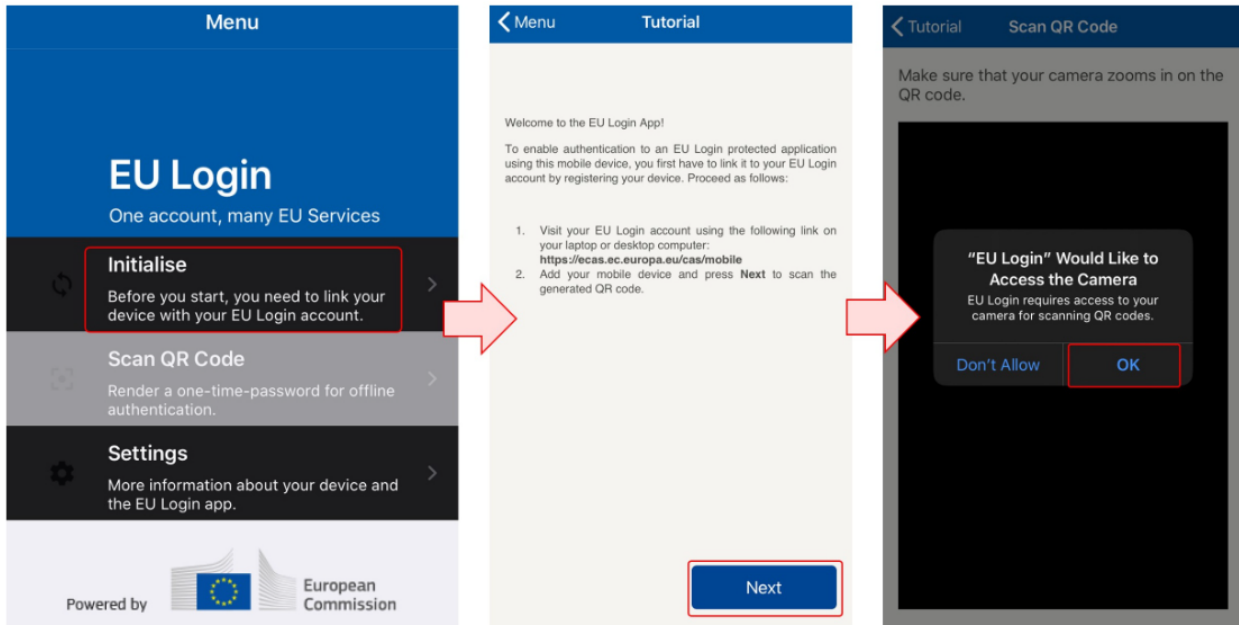 Menu
EU Login
One account, many EU Services
Initialise
Before you start, you need to link your
device with your EU Login account.
Scan QR Code
Render a one-time-password for offline
authentication.
Settings
More information about your device and
the EU Login app.
Powered by
European
Commission
Menu
Tutorial
Welcome to the EU Login App!
To enable authentication to an EU Login protected application
using this mobile device, you first have to link it to your EU Login
account by registering your device. Proceed as follows:
1. Visit your EU Login account using the following link on
your laptop or desktop computer:
https://ecas.ec.europa.eu/cas/mobile
2. Add your mobile device and press Next to scan the
generated QR code.
Next
Tutorial
Scan QR Code
Make sure that your camera zooms in on the
QR code.
“EU Login” Would Like to
Access the Camera
EU Login requires access to your
camera for scanning QR codes.
Don’t Allow
OK